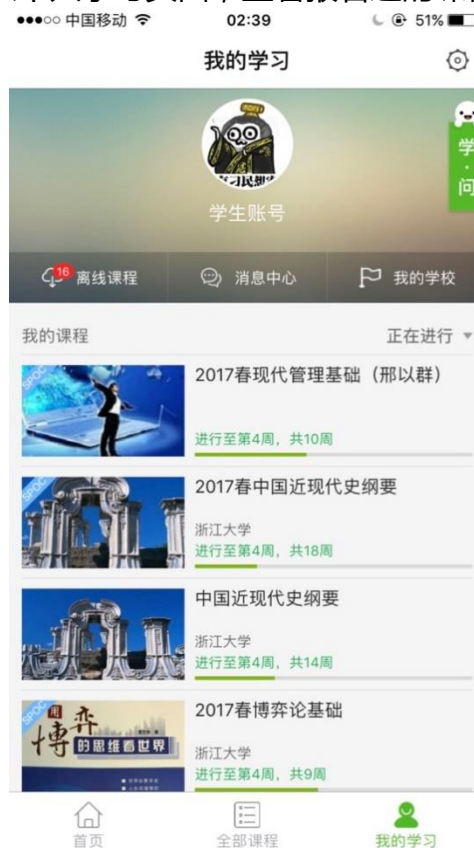 中国移动 02:39 51%
我的学习
学·问
学生账号
16 离线课程 消息中心 我的学校
我的课程 正在进行
SPOC
2017春现代管理基础（邢以群）
进行至第4周，共10周
SPOC
2017春中国近现代史纲要
浙江大学
进行至第4周，共18周
中国近现代史纲要
浙江大学
进行至第4周，共14周
SPOC
用
博弈
的思维看世界
2017春博弈论基础
浙江大学
进行至第4周，共9周
首页 全部课程 我的学习